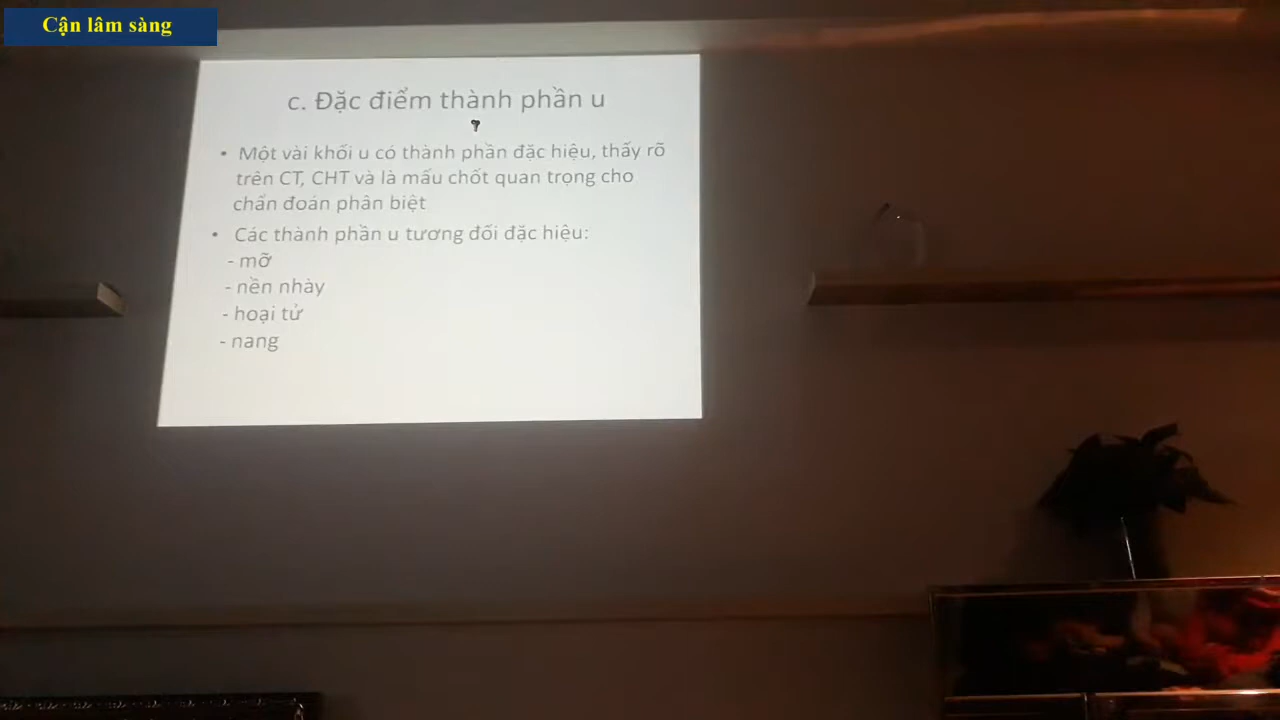 Cận lâm sàng
c. Đặc điểm thành phần u
• Một vài khối u có thành phần đặc hiệu, thấy rõ
trên CT, CHT và là mấu chốt quan trọng cho
chẩn đoán phân biệt
• Các thành phần u tương đối đặc hiệu:
- mỡ
- nền nhày
- hoại tử
- nang